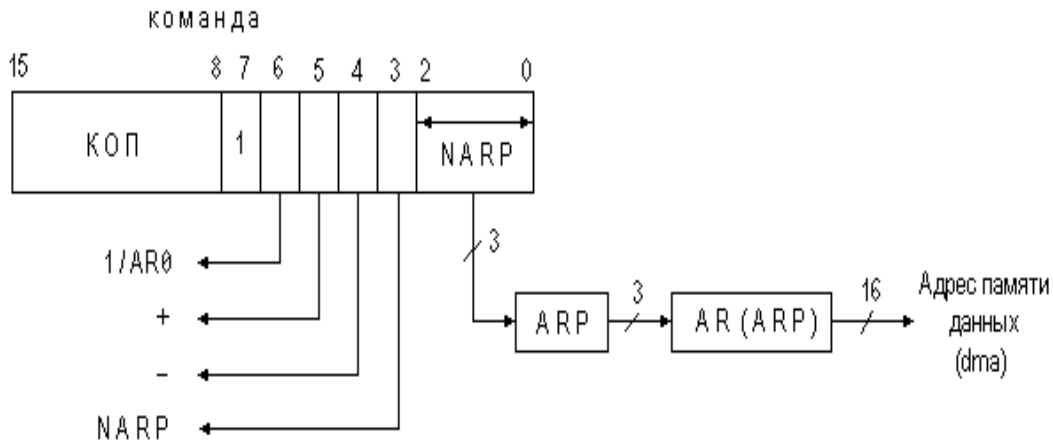 команда
15 8 7 6 5 4 3 2 0
КОП 1 NARP
3
1/AR0
+
-
NARP
ARP 3 AR (ARP) 16
Адрес памяти
данных
(dma)